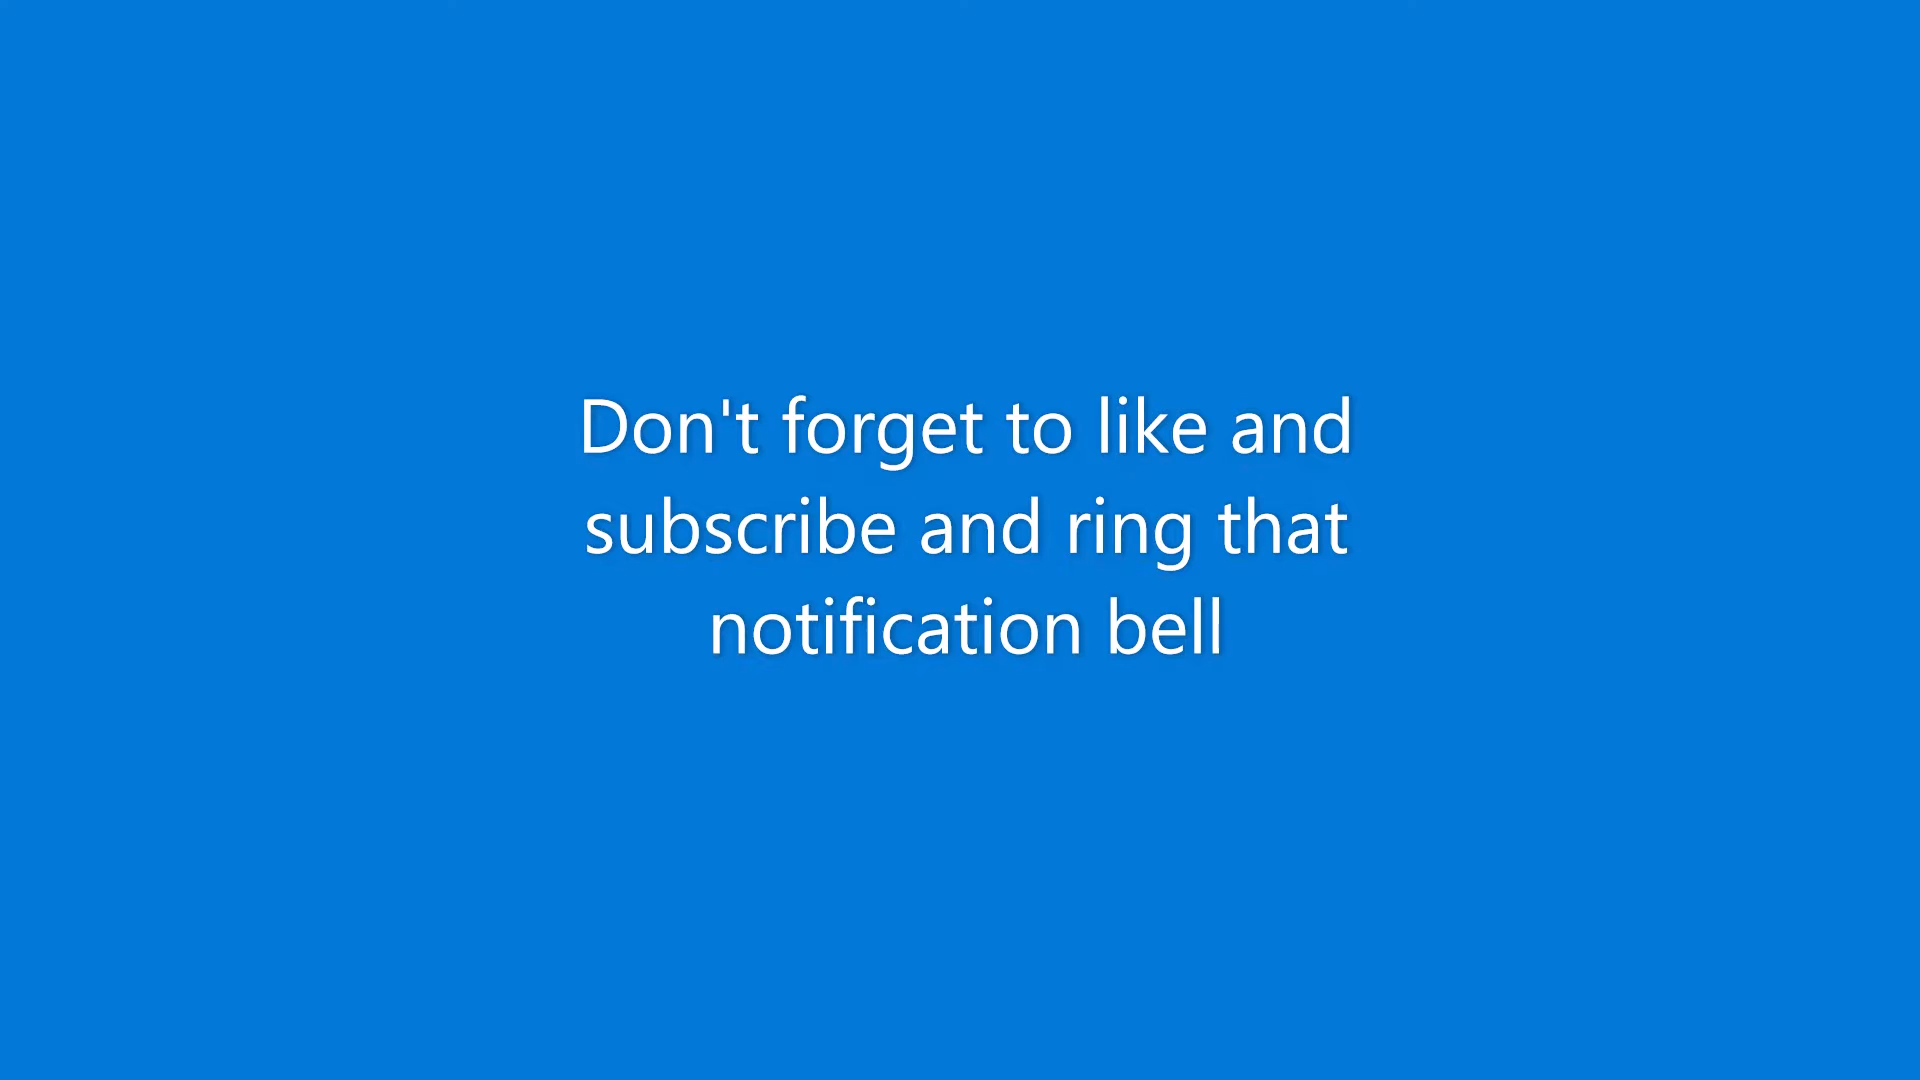 Don't forget to like and
subscribe and ring that
notification bell